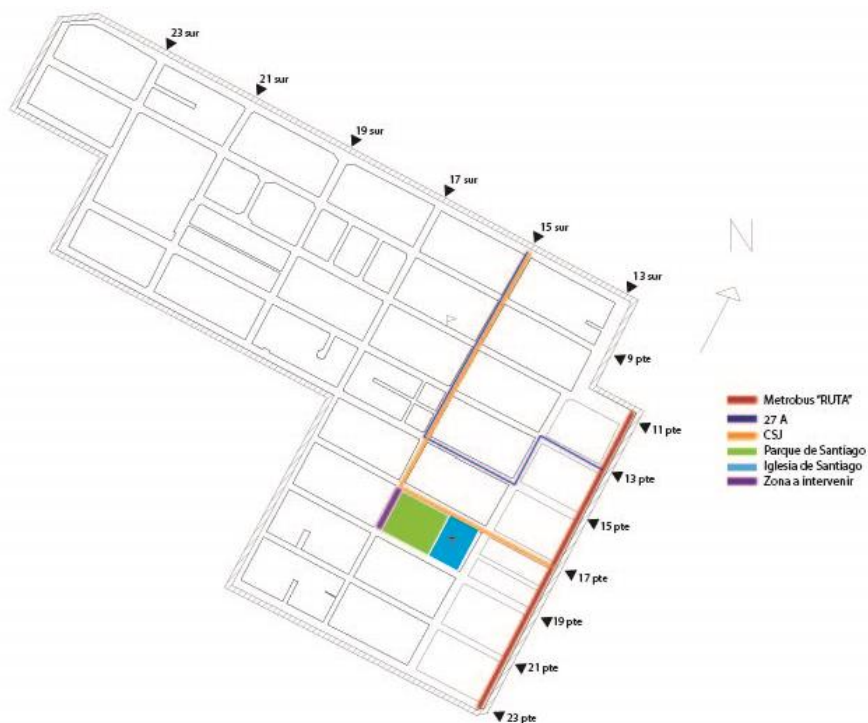 23 sur
21 sur
19 sur
17 sur
15 sur
13 sur
N
9 pte
11 pte
13 pte
15 pte
17 pte
19 pte
21 pte
23 pte
Metrobus "RUTA"
27 A
CSJ
Parque de Santiago
Iglesia de Santiago
Zona a intervenir